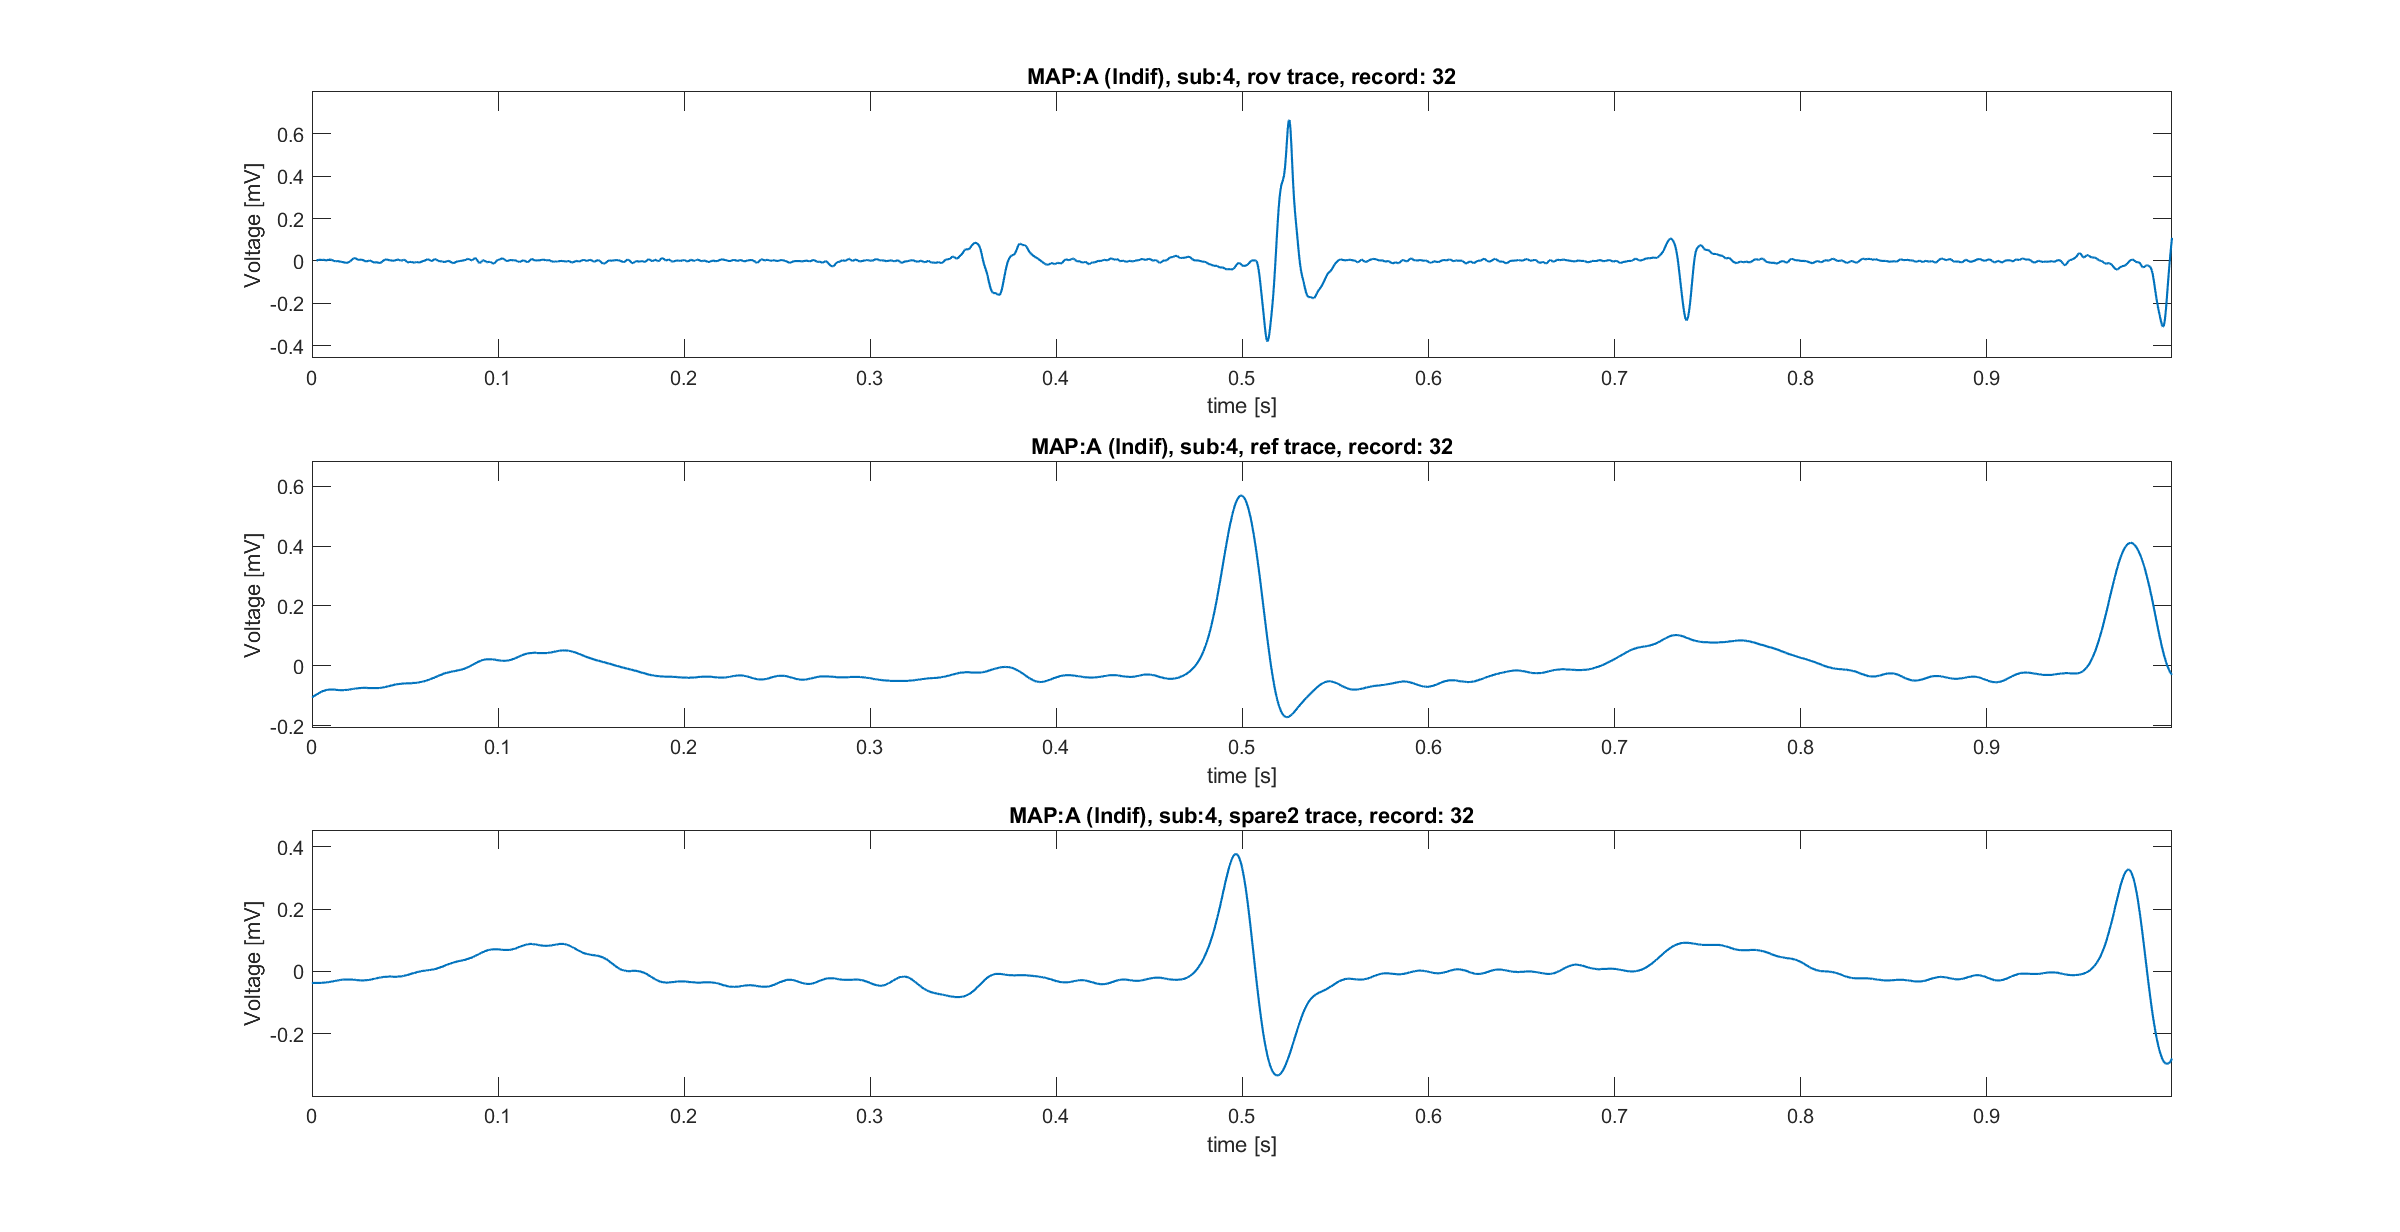 MAP:A (Indif), sub:4, rov trace, record: 32
Voltage [mV]
0.6
0.4
0.2
0
-0.2
-0.4
0 0.1 0.2 0.3 0.4 0.5 0.6 0.7 0.8 0.9
time [s]
MAP:A (Indif), sub:4, ref trace, record: 32
Voltage [mV]
0.6
0.4
0.2
0
-0.2
0 0.1 0.2 0.3 0.4 0.5 0.6 0.7 0.8 0.9
time [s]
MAP:A (Indif), sub:4, spare2 trace, record: 32
Voltage [mV]
0.4
0.2
0
-0.2
0 0.1 0.2 0.3 0.4 0.5 0.6 0.7 0.8 0.9
time [s]